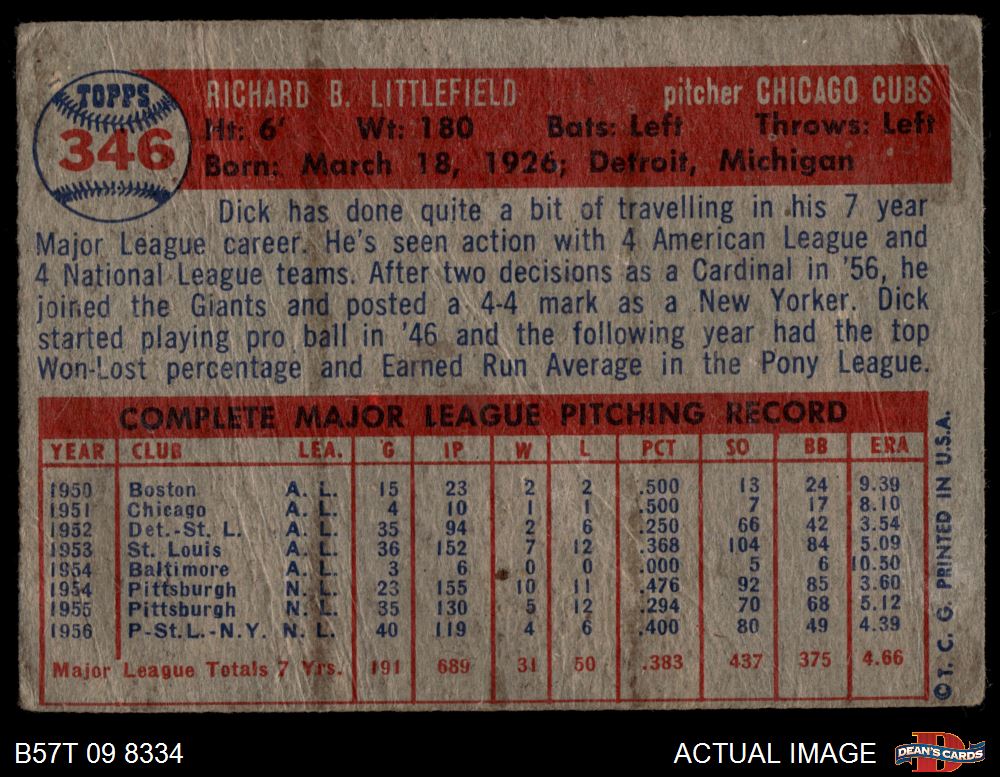 TOPPS
346
RICHARD B. LITTLEFIELD pitcher CHICAGO CUBS
Ht: 6' Wt: 180 Bats: Left Throws: Left
Born: March 18, 1926; Detroit, Michigan
Dick has done quite a bit of travelling in his 7 year
Major League career. He's seen action with 4 American League and
4 National League teams. After two decisions as a Cardinal in '56, he
joined the Giants and posted a 4-4 mark as a New Yorker. Dick
started playing pro ball in '46 and the following year had the top
Won-Lost percentage and Earned Run Average in the Pony League.
COMPLETE MAJOR LEAGUE PITCHING RECORD
YEAR CLUB LEA. G IP W L PCT SO BB ERA
1950 Boston A. L. 15 23 2 2 .500 13 24 9.39
1951 Chicago A. L. 4 10 1 1 .500 7 17 8.10
1952 Det.-St. L. A. L. 35 94 2 6 .250 66 42 3.54
1953 St. Louis A. L. 36 152 7 12 .368 104 84 5.09
1954 Baltimore A. L. 3 6 0 0 .000 5 6 10.50
1954 Pittsburgh N. L. 23 155 10 11 .476 92 85 3.60
1955 Pittsburgh N. L. 35 130 5 12 .294 70 68 5.12
1956 P-St.L.-N.Y. N. L. 40 119 4 6 .400 80 49 4.39
Major League Totals 7 Yrs. 191 689 31 50 .383 437 375 4.66
© T. C. G. PRINTED IN U.S.A.
B57T 09 8334 ACTUAL IMAGE DEAN'S CARDS